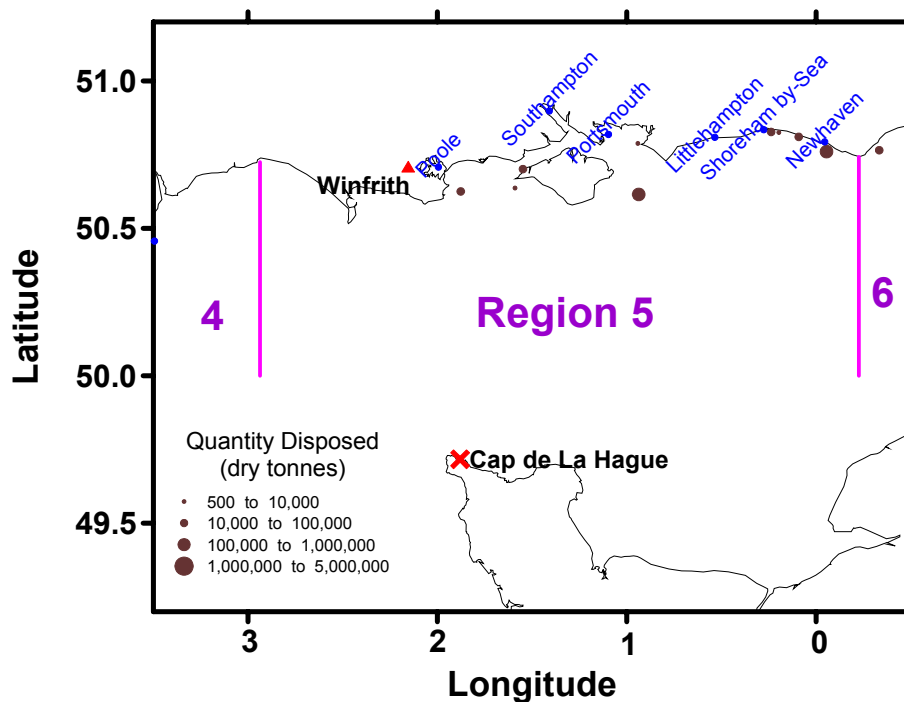 51.0
50.5
50.0
49.5
Latitude
3
2
1
0
Longitude
Poole
Southampton
Portsmouth
Littlehampton
Shoreham by-Sea
Newhaven
Winfrith
4
Region 5
6
Cap de La Hague
Quantity Disposed
(dry tonnes)
500 to 10,000
10,000 to 100,000
100,000 to 1,000,000
1,000,000 to 5,000,000